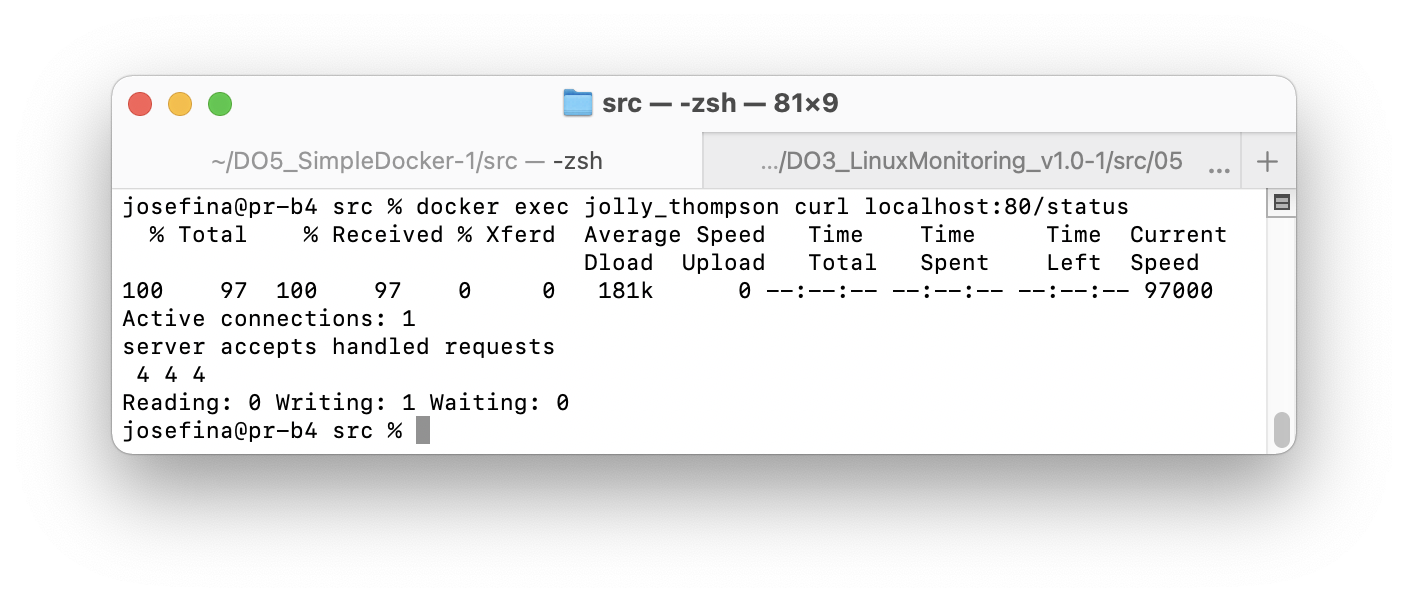 src — -zsh — 81×9
~/DO5_SimpleDocker-1/src — -zsh
.../DO3_LinuxMonitoring_v1.0-1/src/05 ... +
josefina@pr-b4 src % docker exec jolly_thompson curl localhost:80/status
  % Total    % Received % Xferd  Average Speed   Time    Time     Time  Current
                                 Dload  Upload   Total   Spent    Left  Speed
100    97  100    97    0     0   181k      0 --:--:-- --:--:-- --:--:-- 97000
Active connections: 1
server accepts handled requests
 4 4 4
Reading: 0 Writing: 1 Waiting: 0
josefina@pr-b4 src %